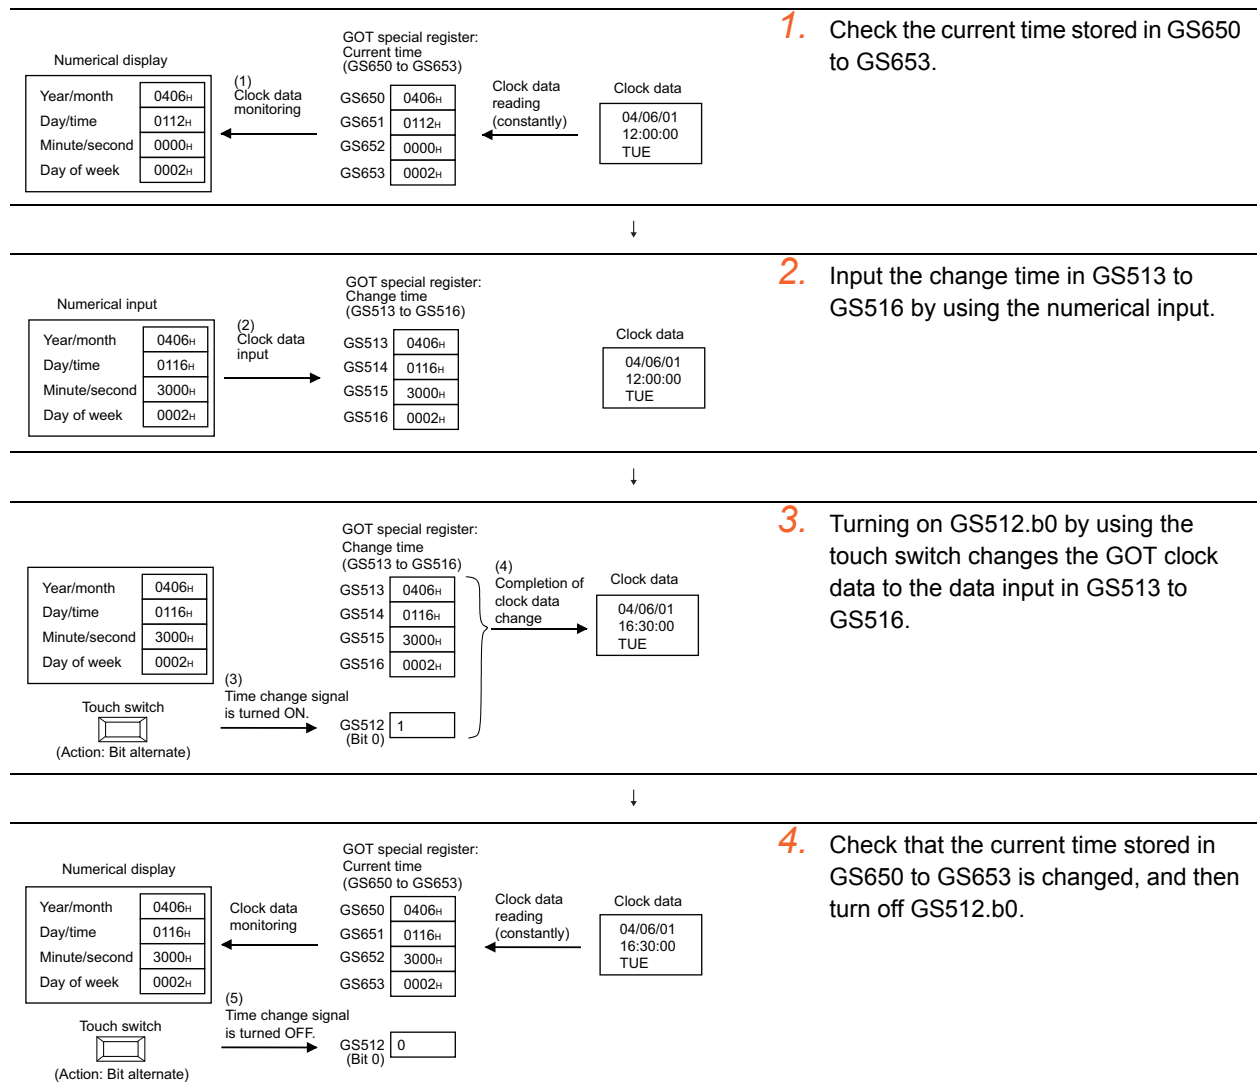 1. Check the current time stored in GS650
to GS653.
Numerical display
Year/month 0406H
Day/time 0112H
Minute/second 0000H
Day of week 0002H
(1)
Clock data
monitoring
GOT special register:
Current time
(GS650 to GS653)
GS650 0406H
GS651 0112H
GS652 0000H
GS653 0002H
Clock data
reading
(constantly)
Clock data
04/06/01
12:00:00
TUE
↓
2. Input the change time in GS513 to
GS516 by using the numerical input.
Numerical input
Year/month 0406H
Day/time 0116H
Minute/second 3000H
Day of week 0002H
(2)
Clock data
input
GOT special register:
Change time
(GS513 to GS516)
GS513 0406H
GS514 0116H
GS515 3000H
GS516 0002H
Clock data
04/06/01
12:00:00
TUE
↓
3. Turning on GS512.b0 by using the
touch switch changes the GOT clock
data to the data input in GS513 to
GS516.
Year/month 0406H
Day/time 0116H
Minute/second 3000H
Day of week 0002H
Touch switch
(Action: Bit alternate)
(3)
Time change signal
is turned ON.
GOT special register:
Change time
(GS513 to GS516)
GS513 0406H
GS514 0116H
GS515 3000H
GS516 0002H
GS512 1
(Bit 0)
(4)
Completion of
clock data
change
Clock data
04/06/01
16:30:00
TUE
↓
4. Check that the current time stored in
GS650 to GS653 is changed, and then
turn off GS512.b0.
Numerical display
Year/month 0406H
Day/time 0116H
Minute/second 3000H
Day of week 0002H
Touch switch
(Action: Bit alternate)
Clock data
monitoring
(5)
Time change signal
is turned OFF.
GOT special register:
Current time
(GS650 to GS653)
GS650 0406H
GS651 0116H
GS652 3000H
GS653 0002H
GS512 0
(Bit 0)
Clock data
reading
(constantly)
Clock data
04/06/01
16:30:00
TUE